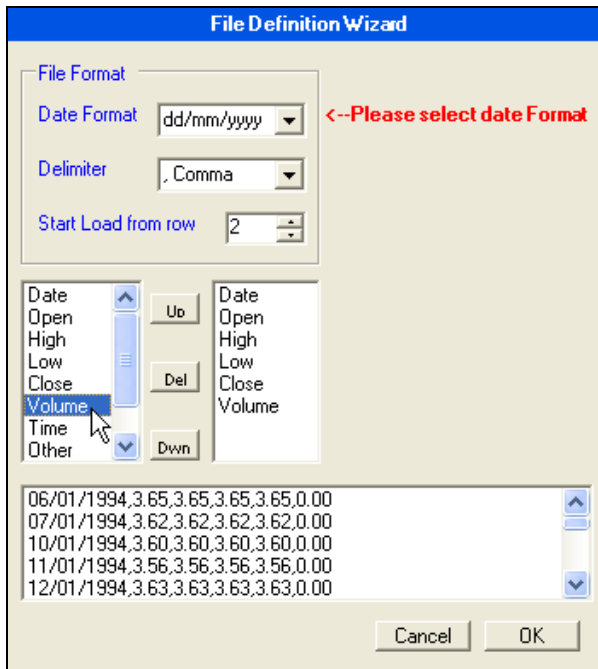 File Definition Wizard
File Format
Date Format dd/mm/yyyy <--Please select date Format
Delimiter , Comma
Start Load from row 2
Date
Open
High
Low
Close
Volume
Time
Other
Up
Del
Dwn
Date
Open
High
Low
Close
Volume
06/01/1994,3.65,3.65,3.65,3.65,0.00
07/01/1994,3.62,3.62,3.62,3.62,0.00
10/01/1994,3.60,3.60,3.60,3.60,0.00
11/01/1994,3.56,3.56,3.56,3.56,0.00
12/01/1994,3.63,3.63,3.63,3.63,0.00
Cancel OK